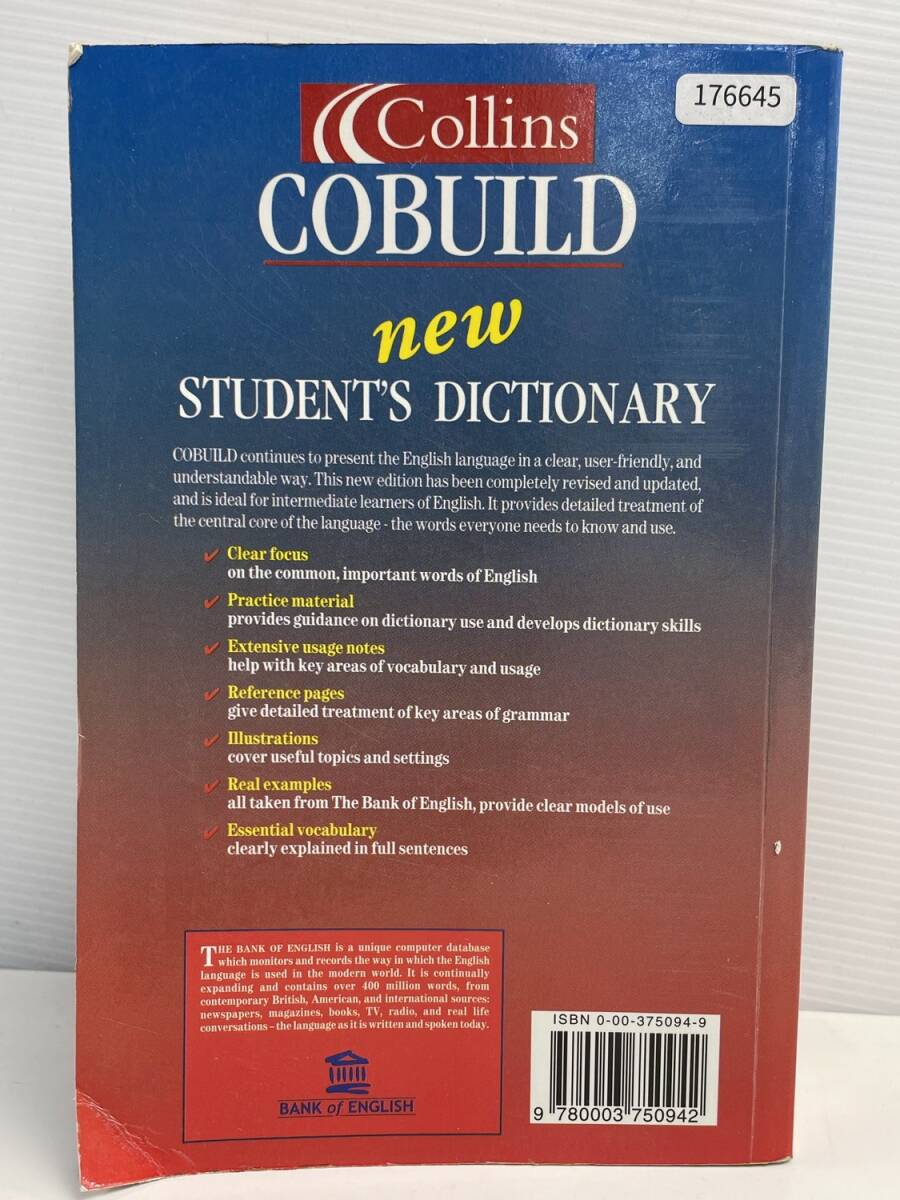 176645
Collins
COBUILD
new
STUDENT'S DICTIONARY
COBUILD continues to present the English language in a clear, user-friendly, and
understandable way. This new edition has been completely revised and updated,
and is ideal for intermediate learners of English. It provides detailed treatment of
the central core of the language - the words everyone needs to know and use.
✔ Clear focus
on the common, important words of English
✔ Practice material
provides guidance on dictionary use and develops dictionary skills
✔ Extensive usage notes
help with key areas of vocabulary and usage
✔ Reference pages
give detailed treatment of key areas of grammar
✔ Illustrations
cover useful topics and settings
✔ Real examples
all taken from The Bank of English, provide clear models of use
✔ Essential vocabulary
clearly explained in full sentences
THE BANK OF ENGLISH is a unique computer database
which monitors and records the way in which the English
language is used in the modern world. It is continually
expanding and contains over 400 million words, from
contemporary British, American, and international sources:
newspapers, magazines, books, TV, radio, and real life
conversations – the language as it is written and spoken today.
BANK of ENGLISH
ISBN 0-00-375094-9
9 780003 750942